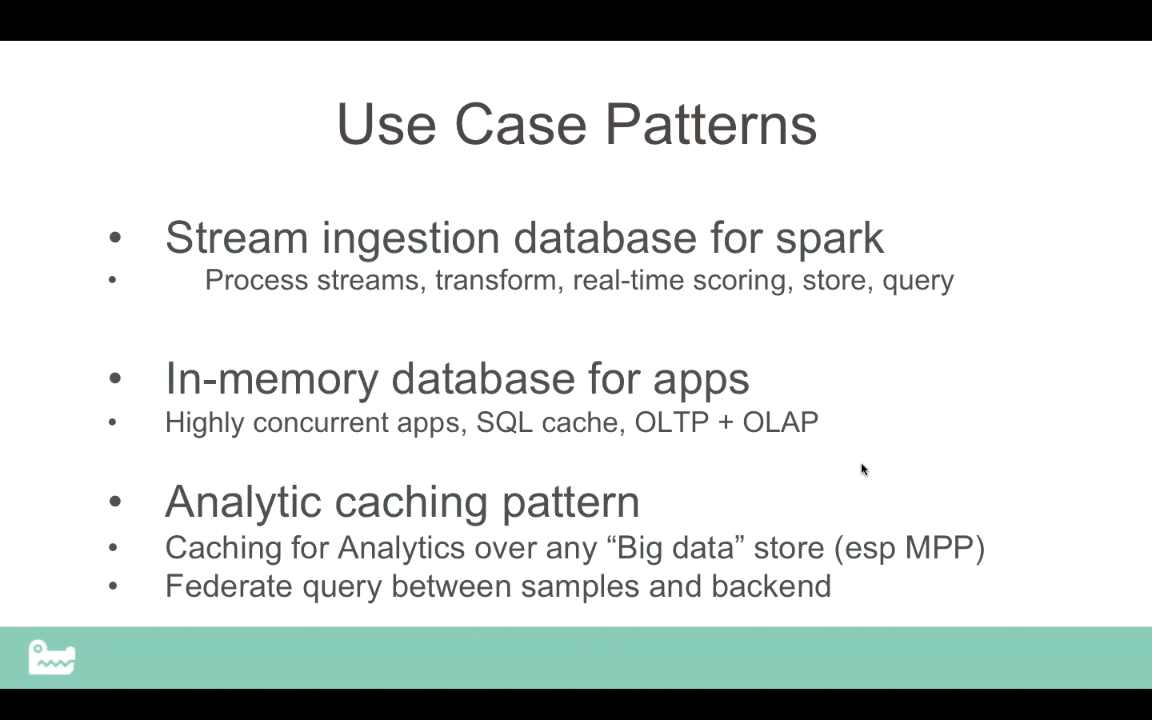 Use Case Patterns
• Stream ingestion database for spark
• Process streams, transform, real-time scoring, store, query
• In-memory database for apps
• Highly concurrent apps, SQL cache, OLTP + OLAP
• Analytic caching pattern
• Caching for Analytics over any “Big data” store (esp MPP)
• Federate query between samples and backend